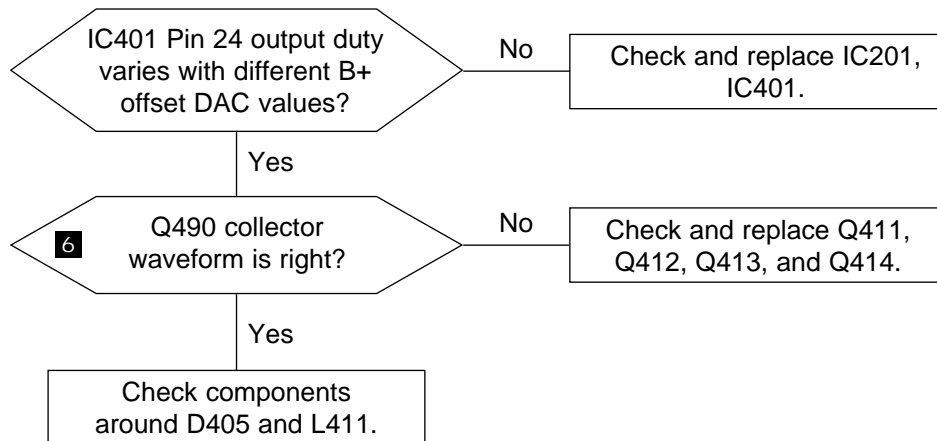 IC401 Pin 24 output duty
varies with different B+
offset DAC values?
No
Check and replace IC201,
IC401.
Yes
6
Q490 collector
waveform is right?
No
Check and replace Q411,
Q412, Q413, and Q414.
Yes
Check components
around D405 and L411.